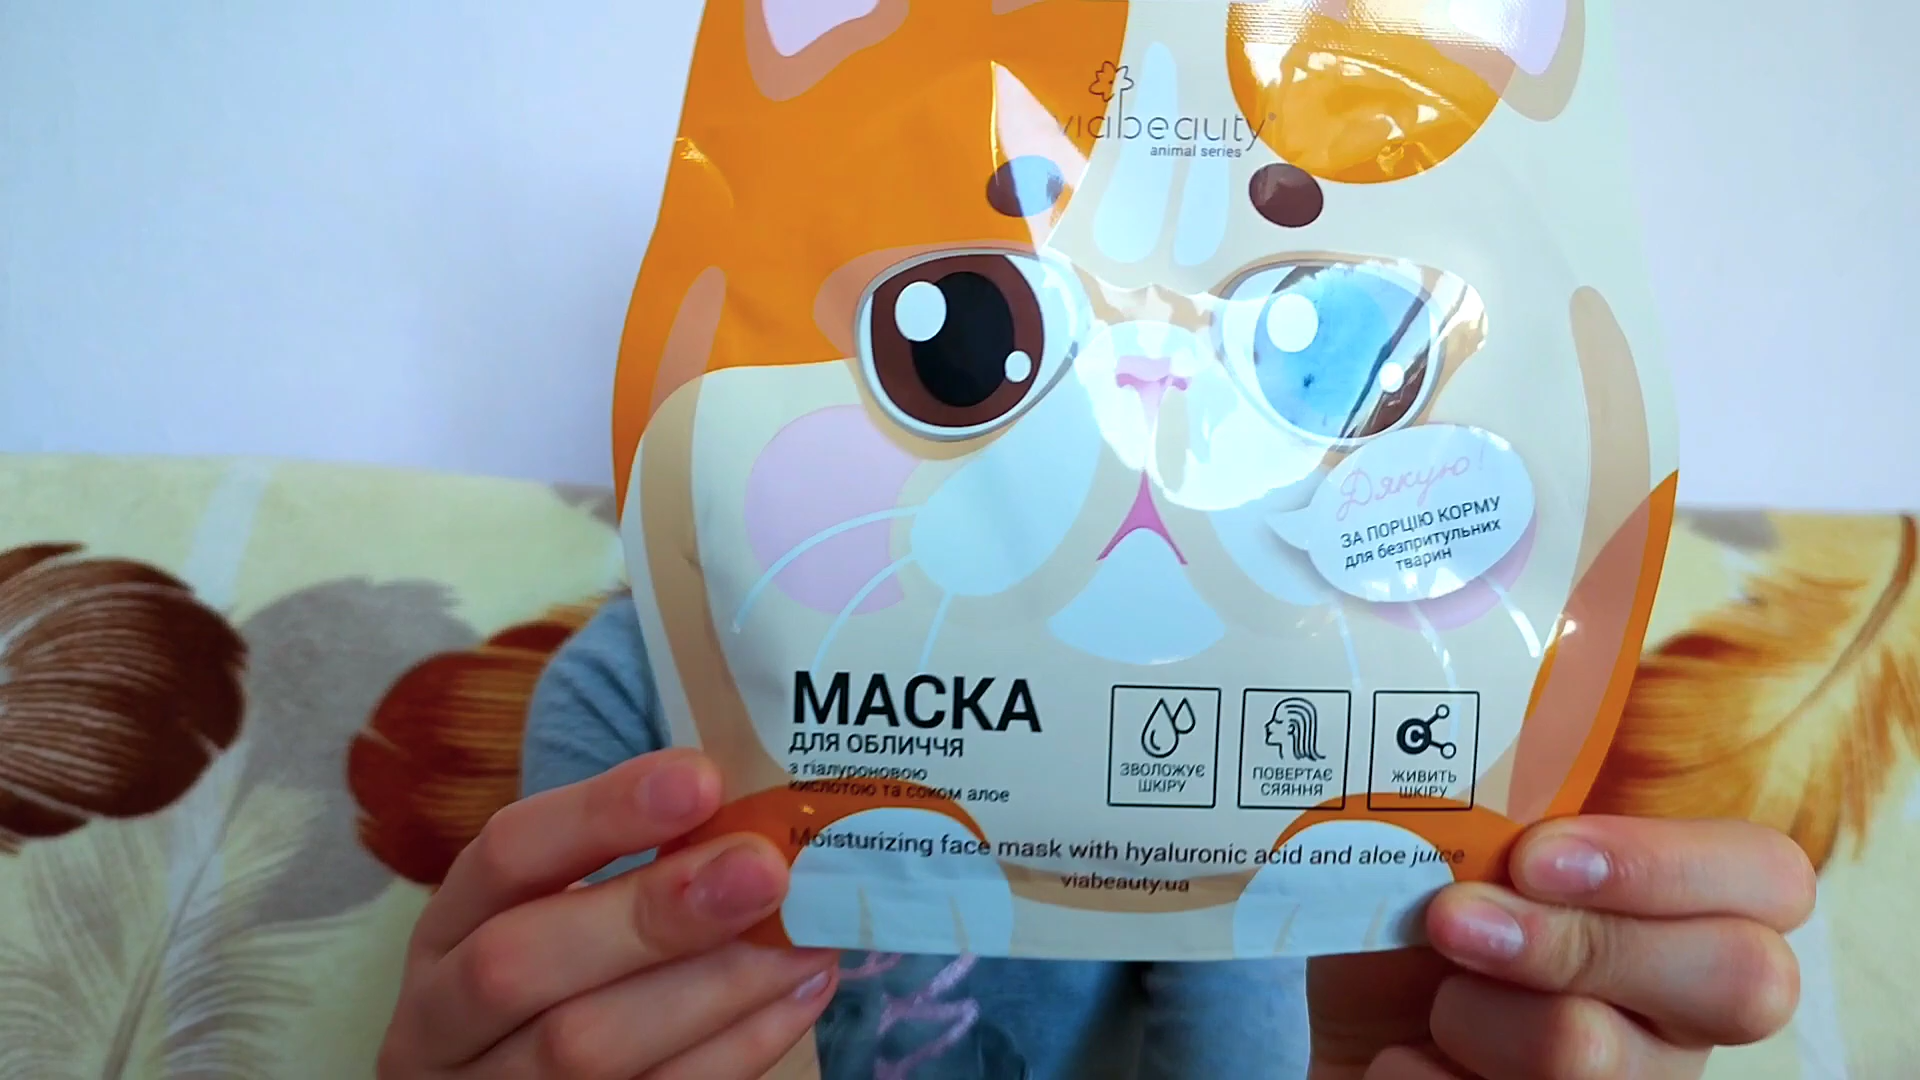 viabeauty
animal series
Дякую!
ЗА ПОРЦІЮ КОРМУ
для безпритульних
тварин
МАСКА
ДЛЯ ОБЛИЧЧЯ
з гіалуроновою
кислотою та соком алое
ЗВОЛОЖУЄ
ШКІРУ
ПОВЕРТАЄ
СЯЯННЯ
C
ЖИВИТЬ
ШКІРУ
Moisturizing face mask with hyaluronic acid and aloe juice
viabeauty.ua